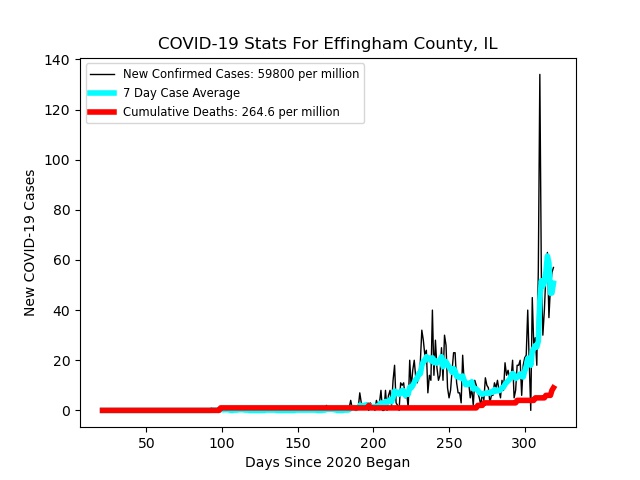 COVID-19 Stats For Effingham County, IL
New Confirmed Cases: 59800 per million
7 Day Case Average
Cumulative Deaths: 264.6 per million
New COVID-19 Cases
140
120
100
80
60
40
20
0
50 100 150 200 250 300
Days Since 2020 Began